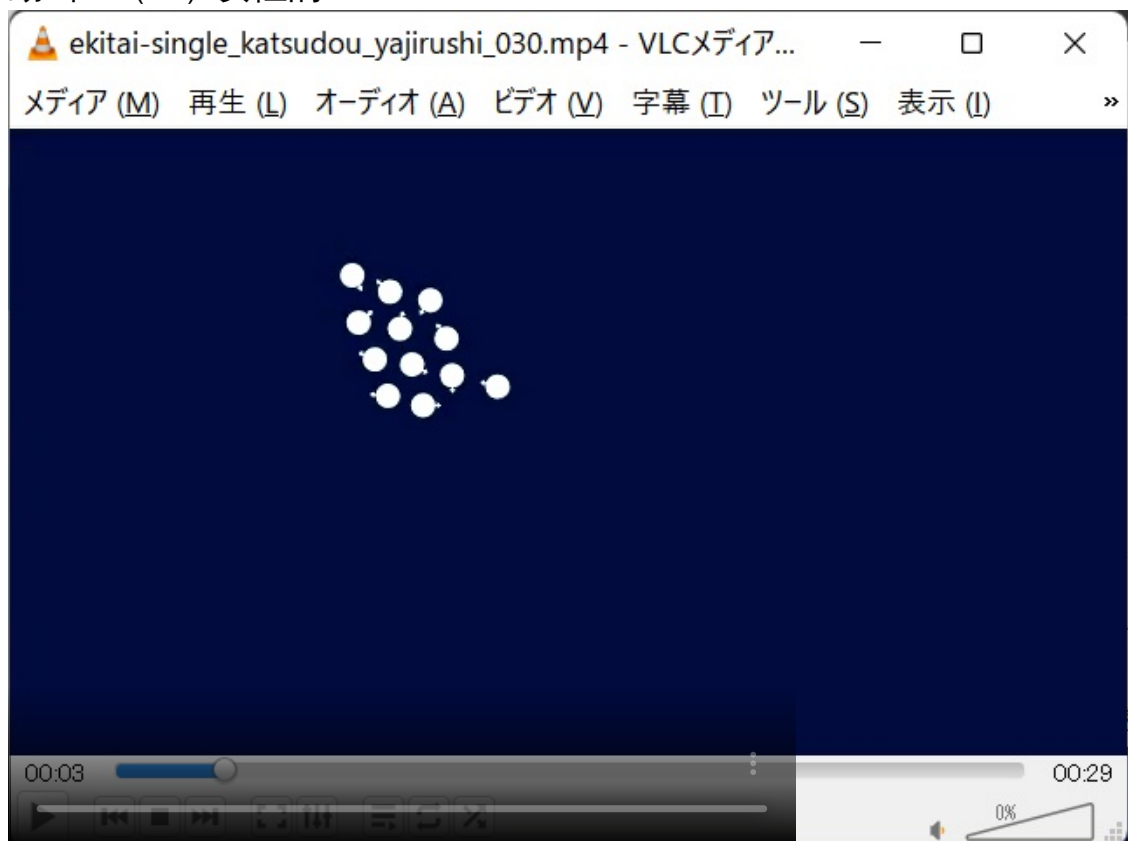 ekitai-single_katsudou_yajirushi_030.mp4 - VLCメディア...
メディア (M) 再生 (L) オーディオ (A) ビデオ (V) 字幕 (T) ツール (S) 表示 (I) »
00:03 00:29
0%